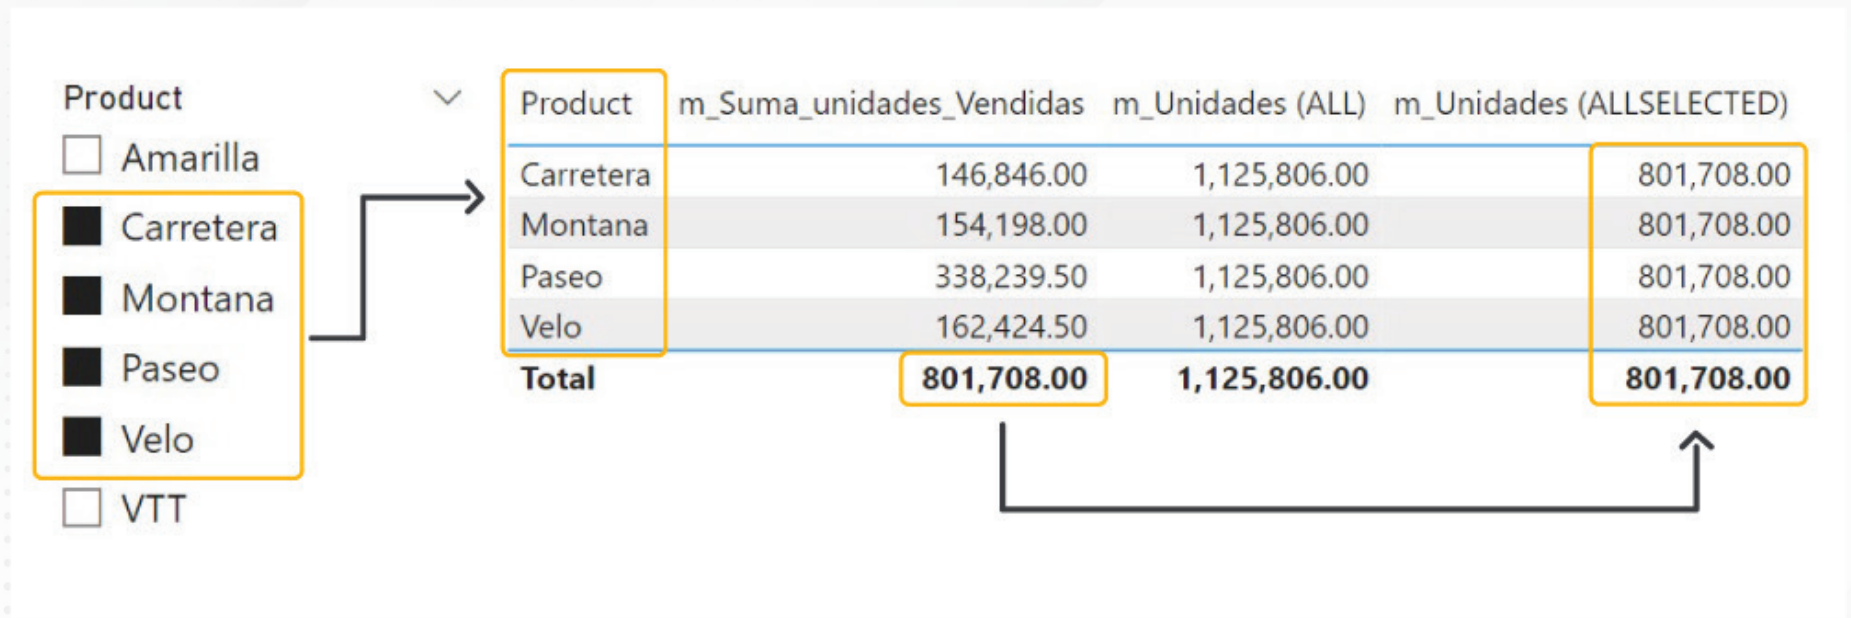 Product
Amarilla
Carretera
Montana
Paseo
Velo
VTT
Product m_Suma_unidades_Vendidas m_Unidades (ALL) m_Unidades (ALLSELECTED)
Carretera 146,846.00 1,125,806.00 801,708.00
Montana 154,198.00 1,125,806.00 801,708.00
Paseo 338,239.50 1,125,806.00 801,708.00
Velo 162,424.50 1,125,806.00 801,708.00
Total 801,708.00 1,125,806.00 801,708.00